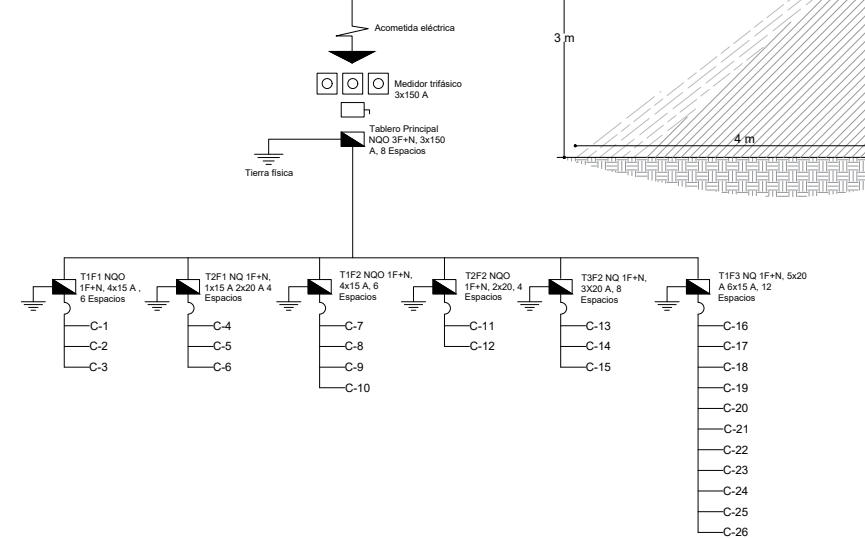 Acometida eléctrica
3 m
Medidor trifásico
3x150 A
Tablero Principal
NQO 3F+N, 3x150
A, 8 Espacios
4 m
Tierra física
T1F1 NQO
1F+N, 4x15 A ,
6 Espacios
T2F1 NQ 1F+N,
1x15 A 2x20 A 4
Espacios
T1F2 NQO 1F+N,
4x15 A, 6
Espacios
T2F2 NQO
1F+N, 2x20, 4
Espacios
T3F2 NQ 1F+N,
3X20 A, 8
Espacios
T1F3 NQ 1F+N, 5x20
A 6x15 A, 12
Espacios
C-1
C-2
C-3
C-4
C-5
C-6
C-7
C-8
C-9
C-10
C-11
C-12
C-13
C-14
C-15
C-16
C-17
C-18
C-19
C-20
C-21
C-22
C-23
C-24
C-25
C-26